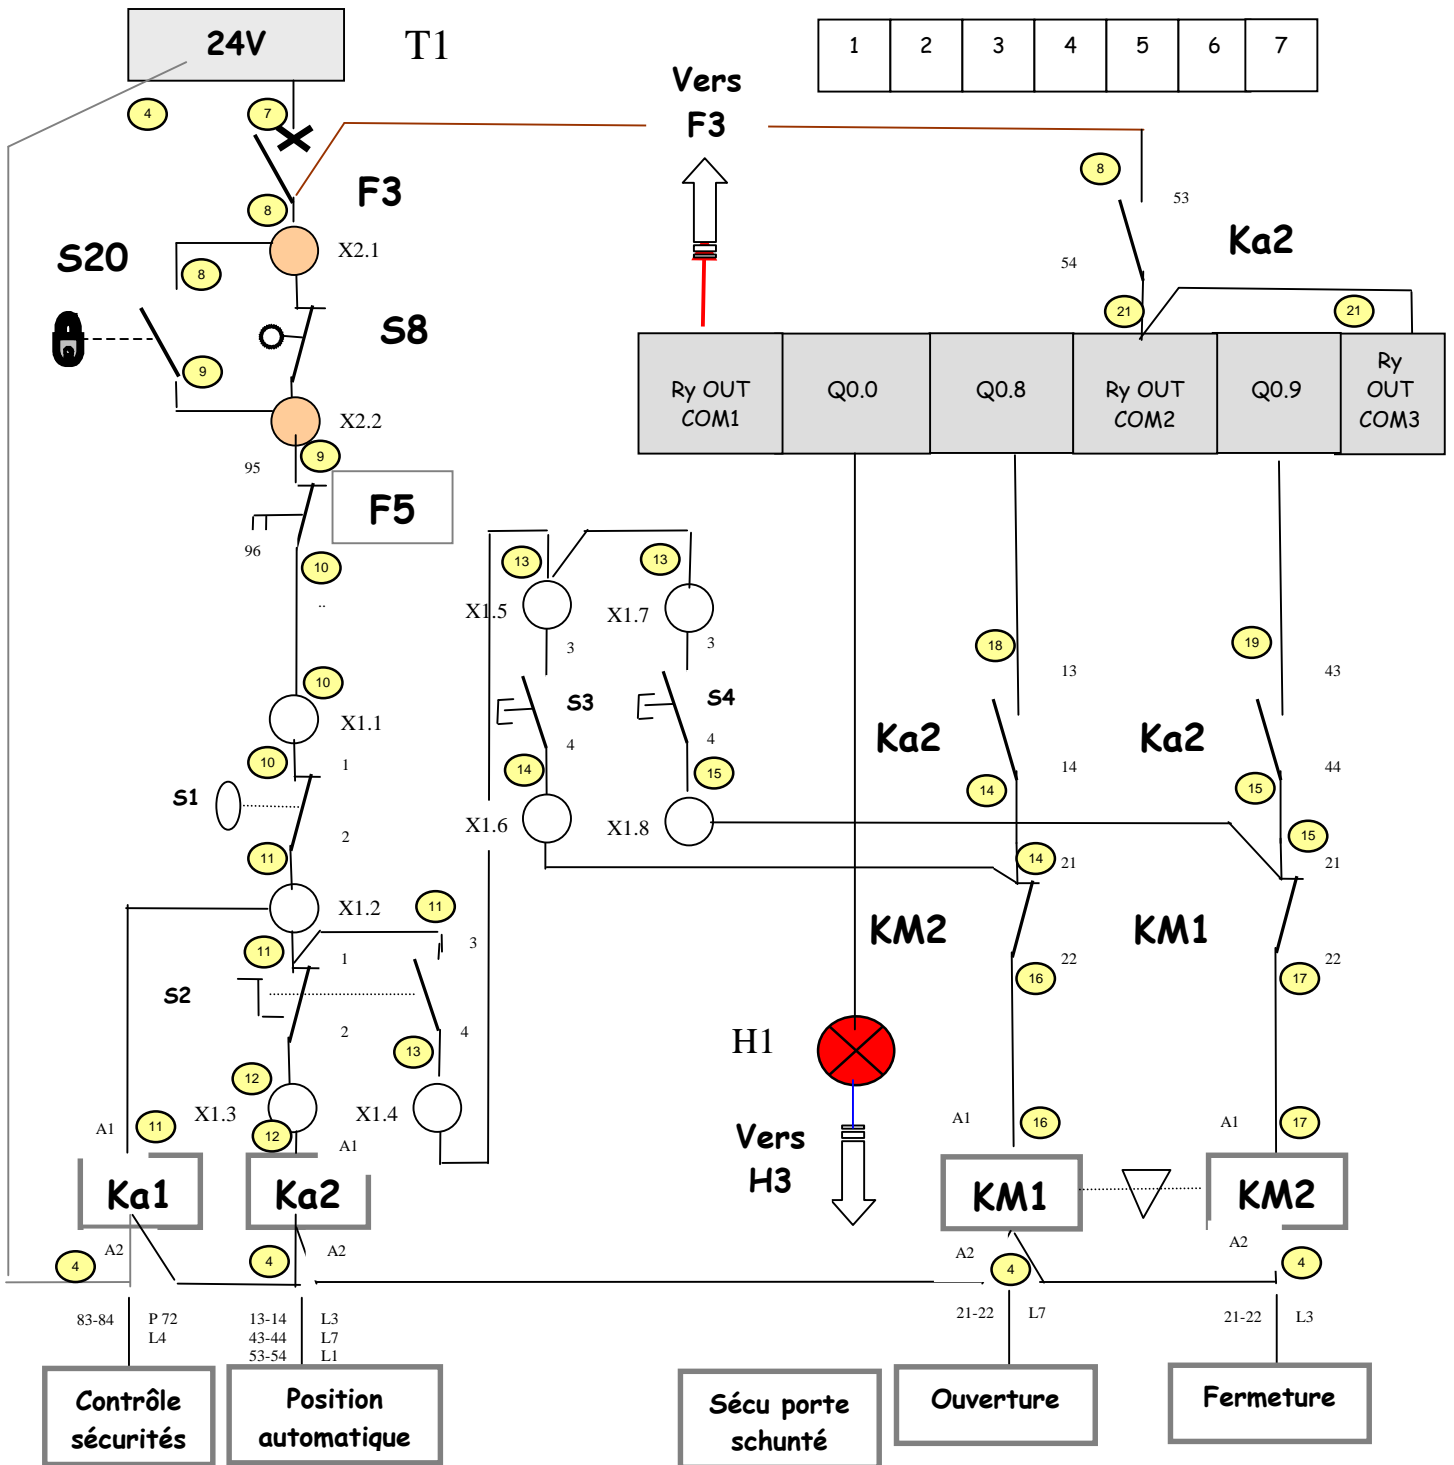 24V
T1
1 2 3 4 5 6 7
Vers
F3
4
7
8
F3
8
53
S20
8
X2.1
Ka2
54
S8
21
21
9
Ry OUT
COM1
Q0.0
Q0.8
Ry OUT
COM2
Q0.9
Ry
OUT
COM3
X2.2
9
95
F5
96
10
..
13
13
X1.5
X1.7
3
3
S3
S4
4
4
14
15
X1.6
X1.8
18
13
19
43
Ka2
Ka2
14
44
14
15
10
X1.1
10
1
S1
2
11
15
14
21
21
X1.2
11
KM2
KM1
11
1
3
22
22
S2
16
17
2
4
13
H1
12
X1.3
X1.4
A1
11
12
A1
A1
16
A1
17
Vers
H3
Ka1
Ka2
KM1
KM2
A2
A2
A2
A2
4
4
4
4
83-84
P 72
L4
13-14 L3
43-44 L7
53-54 L1
21-22 L7
21-22 L3
Contrôle
sécurités
Position
automatique
Sécu porte
schunté
Ouverture
Fermeture